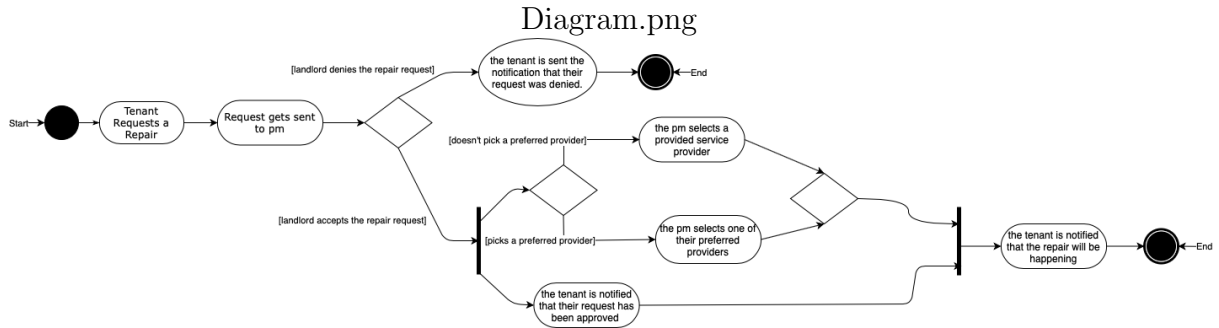 Diagram.png
[landlord denies the repair request]
the tenant is sent the
notification that their
request was denied.
End
Start
Tenant
Requests a
Repair
Request gets sent
to pm
[doesn't pick a preferred provider]
the pm selects a
provided service
provider
[landlord accepts the repair request]
[picks a preferred provider]
the pm selects one of
their preferred
providers
the tenant is notified
that the repair will be
happening
End
the tenant is notified
that their request has
been approved